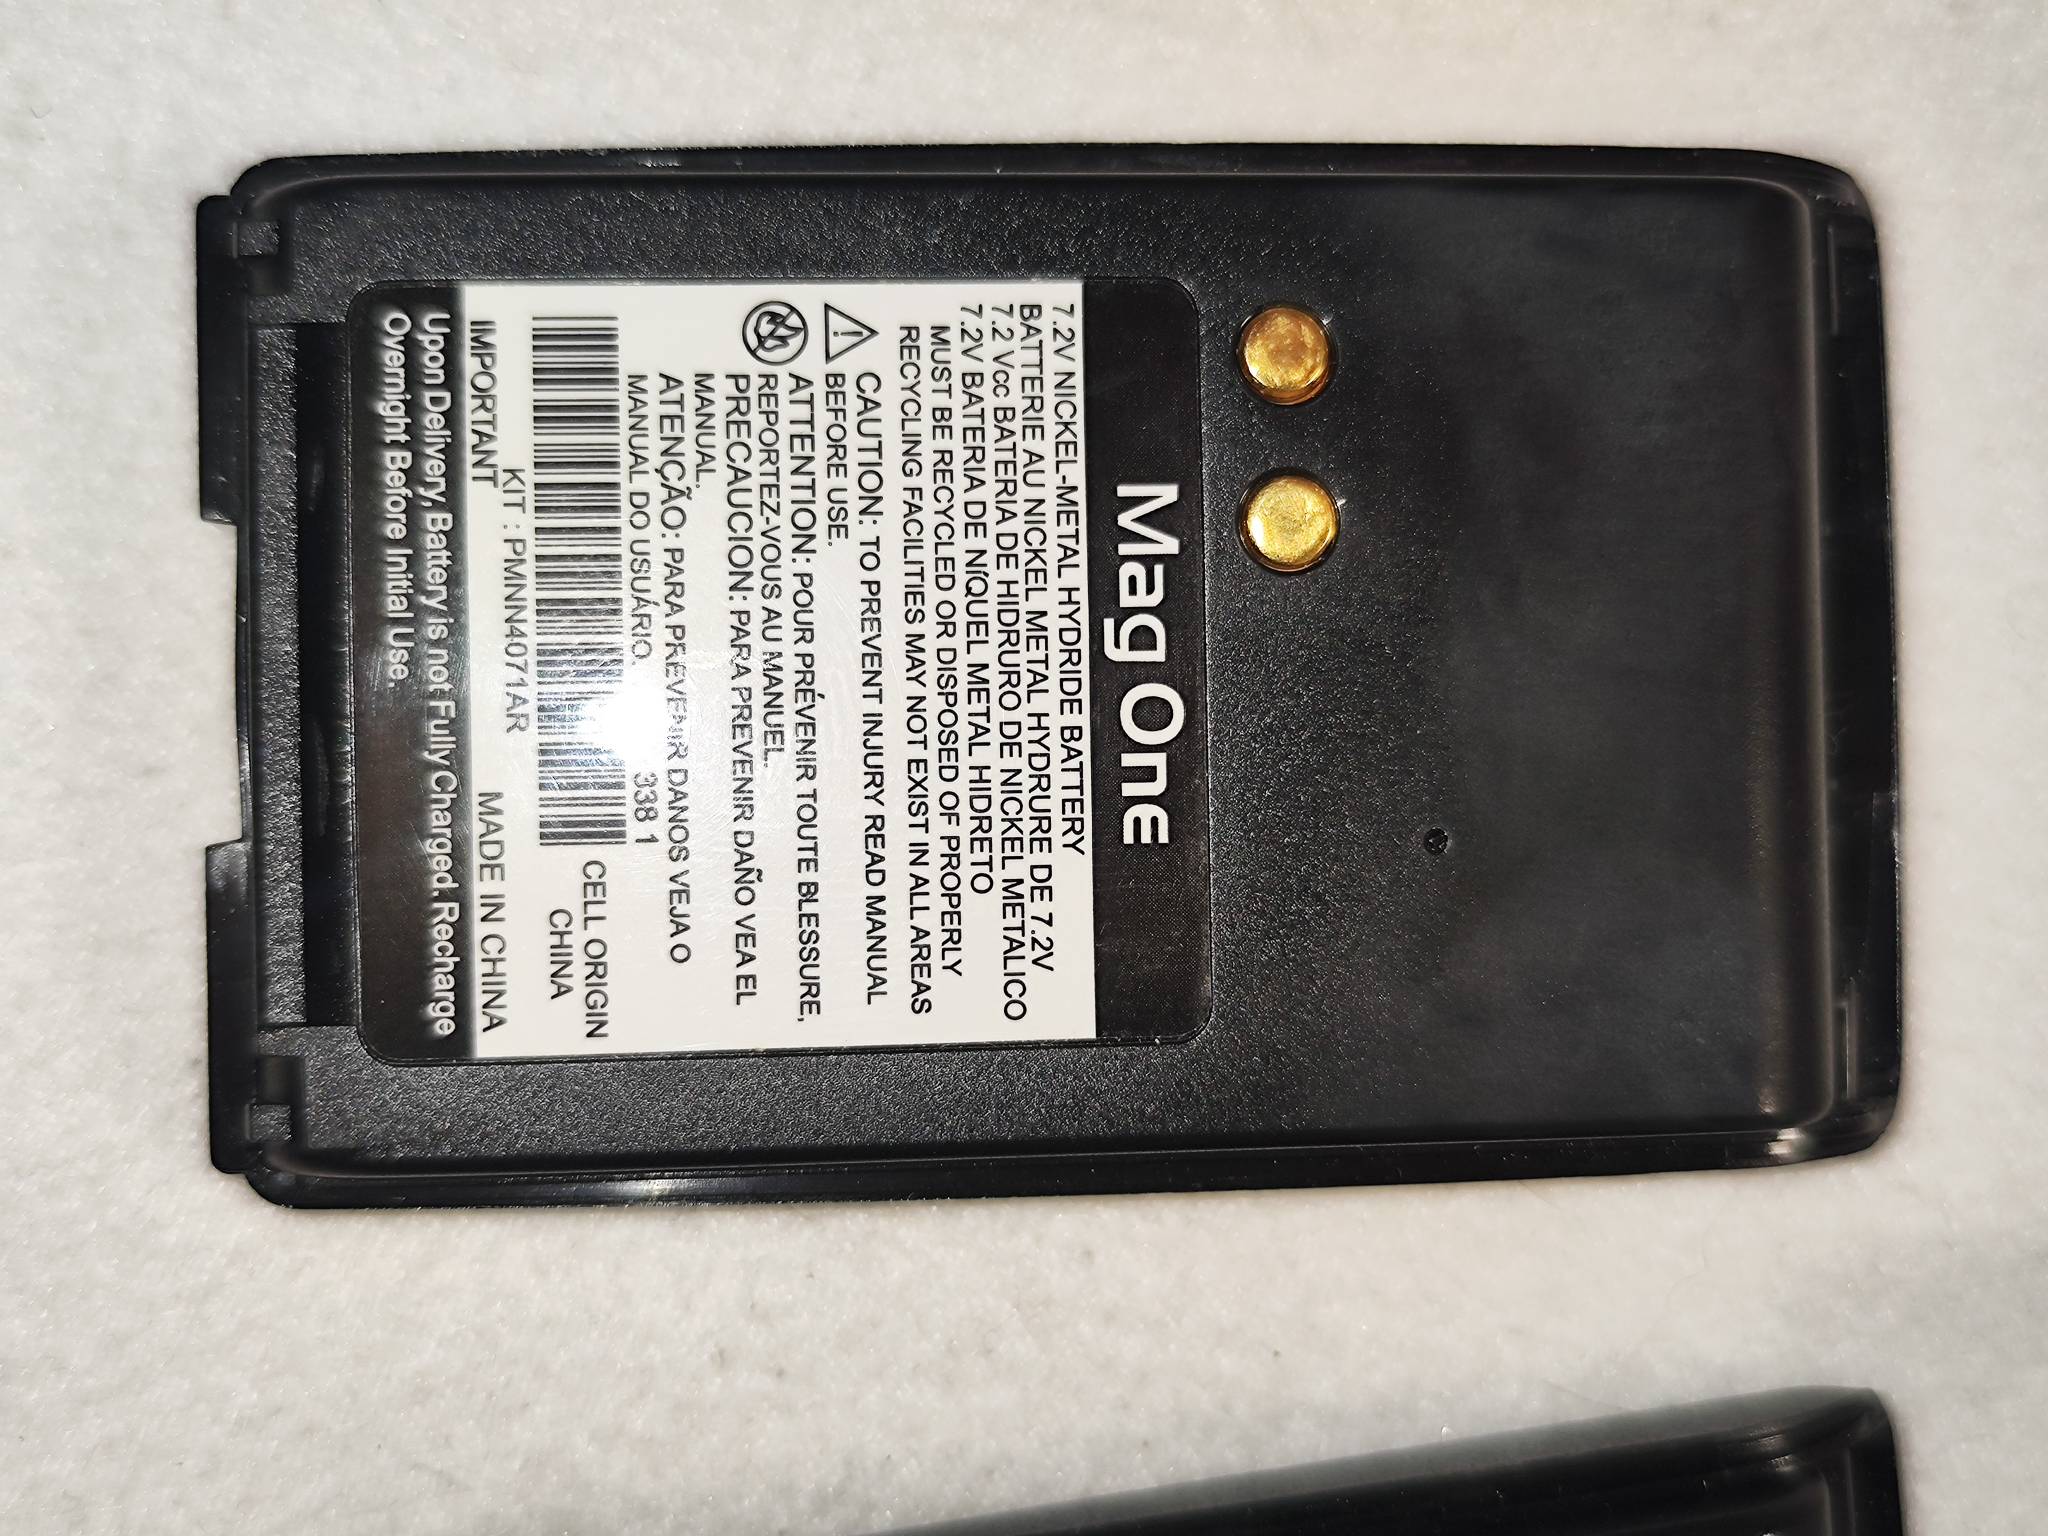 Mag One
7.2V NICKEL-METAL HYDRIDE BATTERY
BATTERIE AU NICKEL METAL HYDRURE DE 7.2V
7.2 Vcc BATERIA DE HIDRURO DE NICKEL METALICO
7.2V BATERIA DE NíQUEL METAL HIDRETO
MUST BE RECYCLED OR DISPOSED OF PROPERLY
RECYCLING FACILITIES MAY NOT EXIST IN ALL AREAS
CAUTION: TO PREVENT INJURY READ MANUAL
BEFORE USE.
ATTENTION: POUR PRÉVENIR TOUTE BLESSURE,
REPORTEZ-VOUS AU MANUEL.
PRECAUCION: PARA PREVENIR DAÑO VEA EL
MANUAL.
ATENÇÃO: PARA PREVENIR DANOS VEJA O
MANUAL DO USUÁRIO.
3381
CELL ORIGIN
CHINA
KIT : PMNN4071AR
MADE IN CHINA
IMPORTANT
Upon Delivery, Battery is not Fully Charged. Recharge
Overnight Before Initial Use.